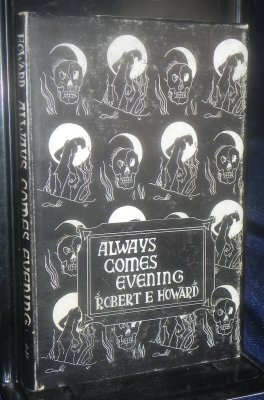 ALWAYS
COMES
EVENING
ROBERT E HOWARD
HOWARD ALWAYS COMES EVENING